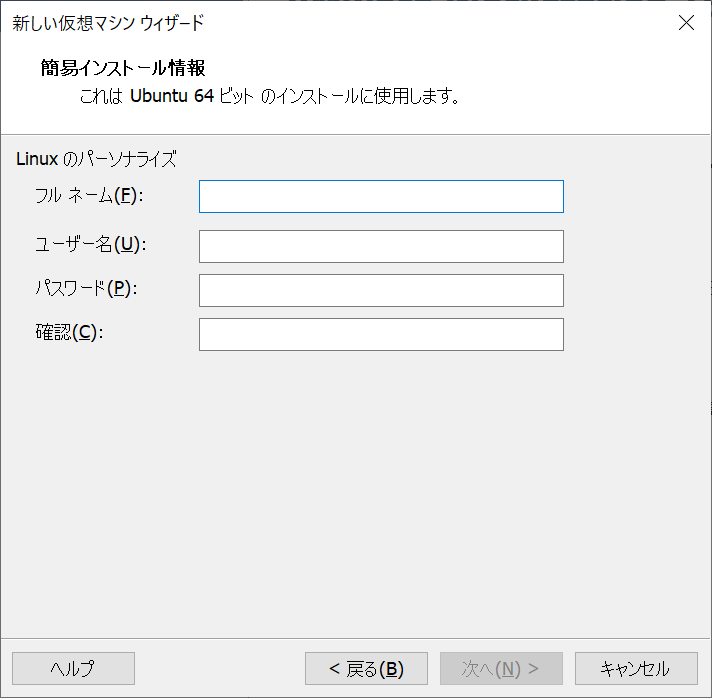 新しい仮想マシン ウィザード
簡易インストール情報
これは Ubuntu 64 ビット のインストールに使用します。
Linux のパーソナライズ
フル ネーム(F):
ユーザー名(U):
パスワード(P):
確認(C):
ヘルプ
< 戻る(B)
次へ(N) >
キャンセル